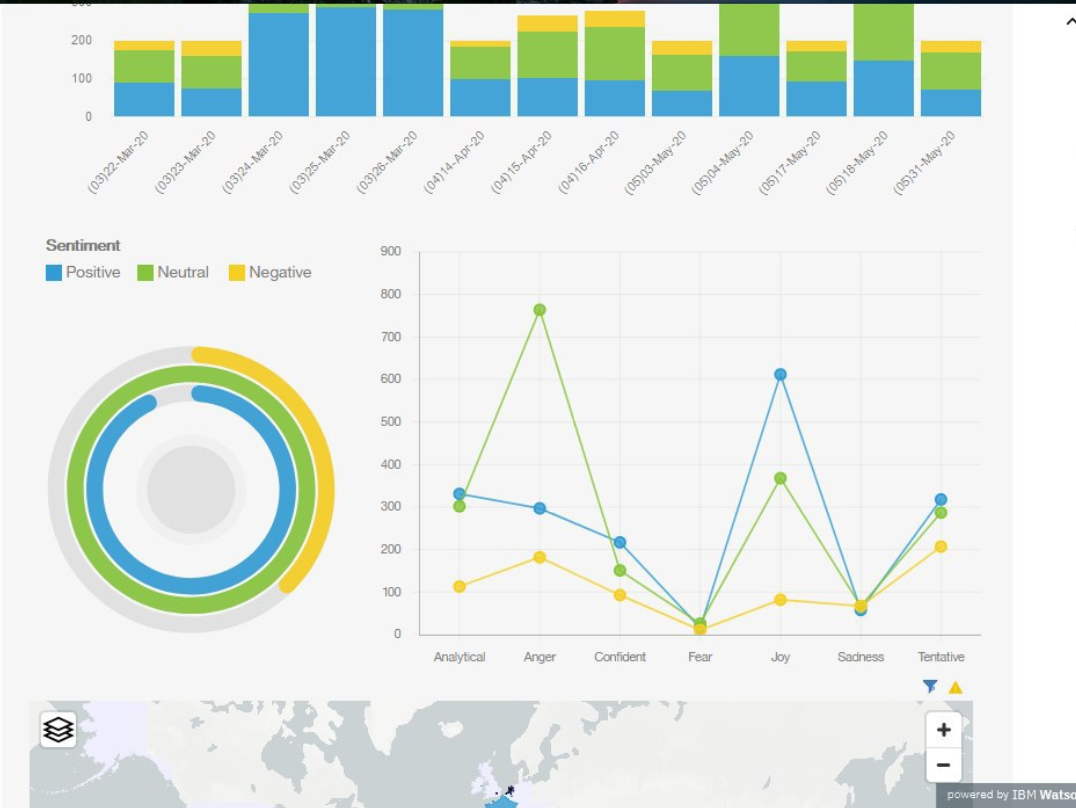 200
100
0
(03)22-Mar-20
(03)23-Mar-20
(03)24-Mar-20
(03)25-Mar-20
(03)26-Mar-20
(04)14-Apr-20
(04)15-Apr-20
(04)16-Apr-20
(05)03-May-20
(05)04-May-20
(05)17-May-20
(05)18-May-20
(05)31-May-20
Sentiment
Positive Neutral Negative
900
800
700
600
500
400
300
200
100
0
Analytical Anger Confident Fear Joy Sadness Tentative
+
−
powered by IBM Watso